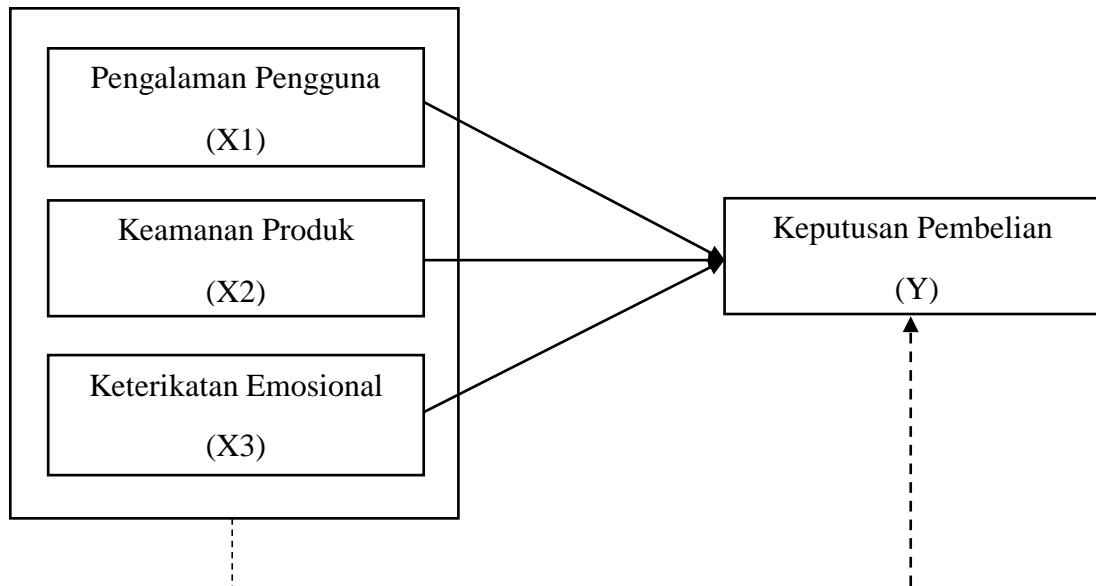 Pengalaman Pengguna
(X1)
Keamanan Produk
(X2)
Keterikatan Emosional
(X3)
Keputusan Pembelian
(Y)